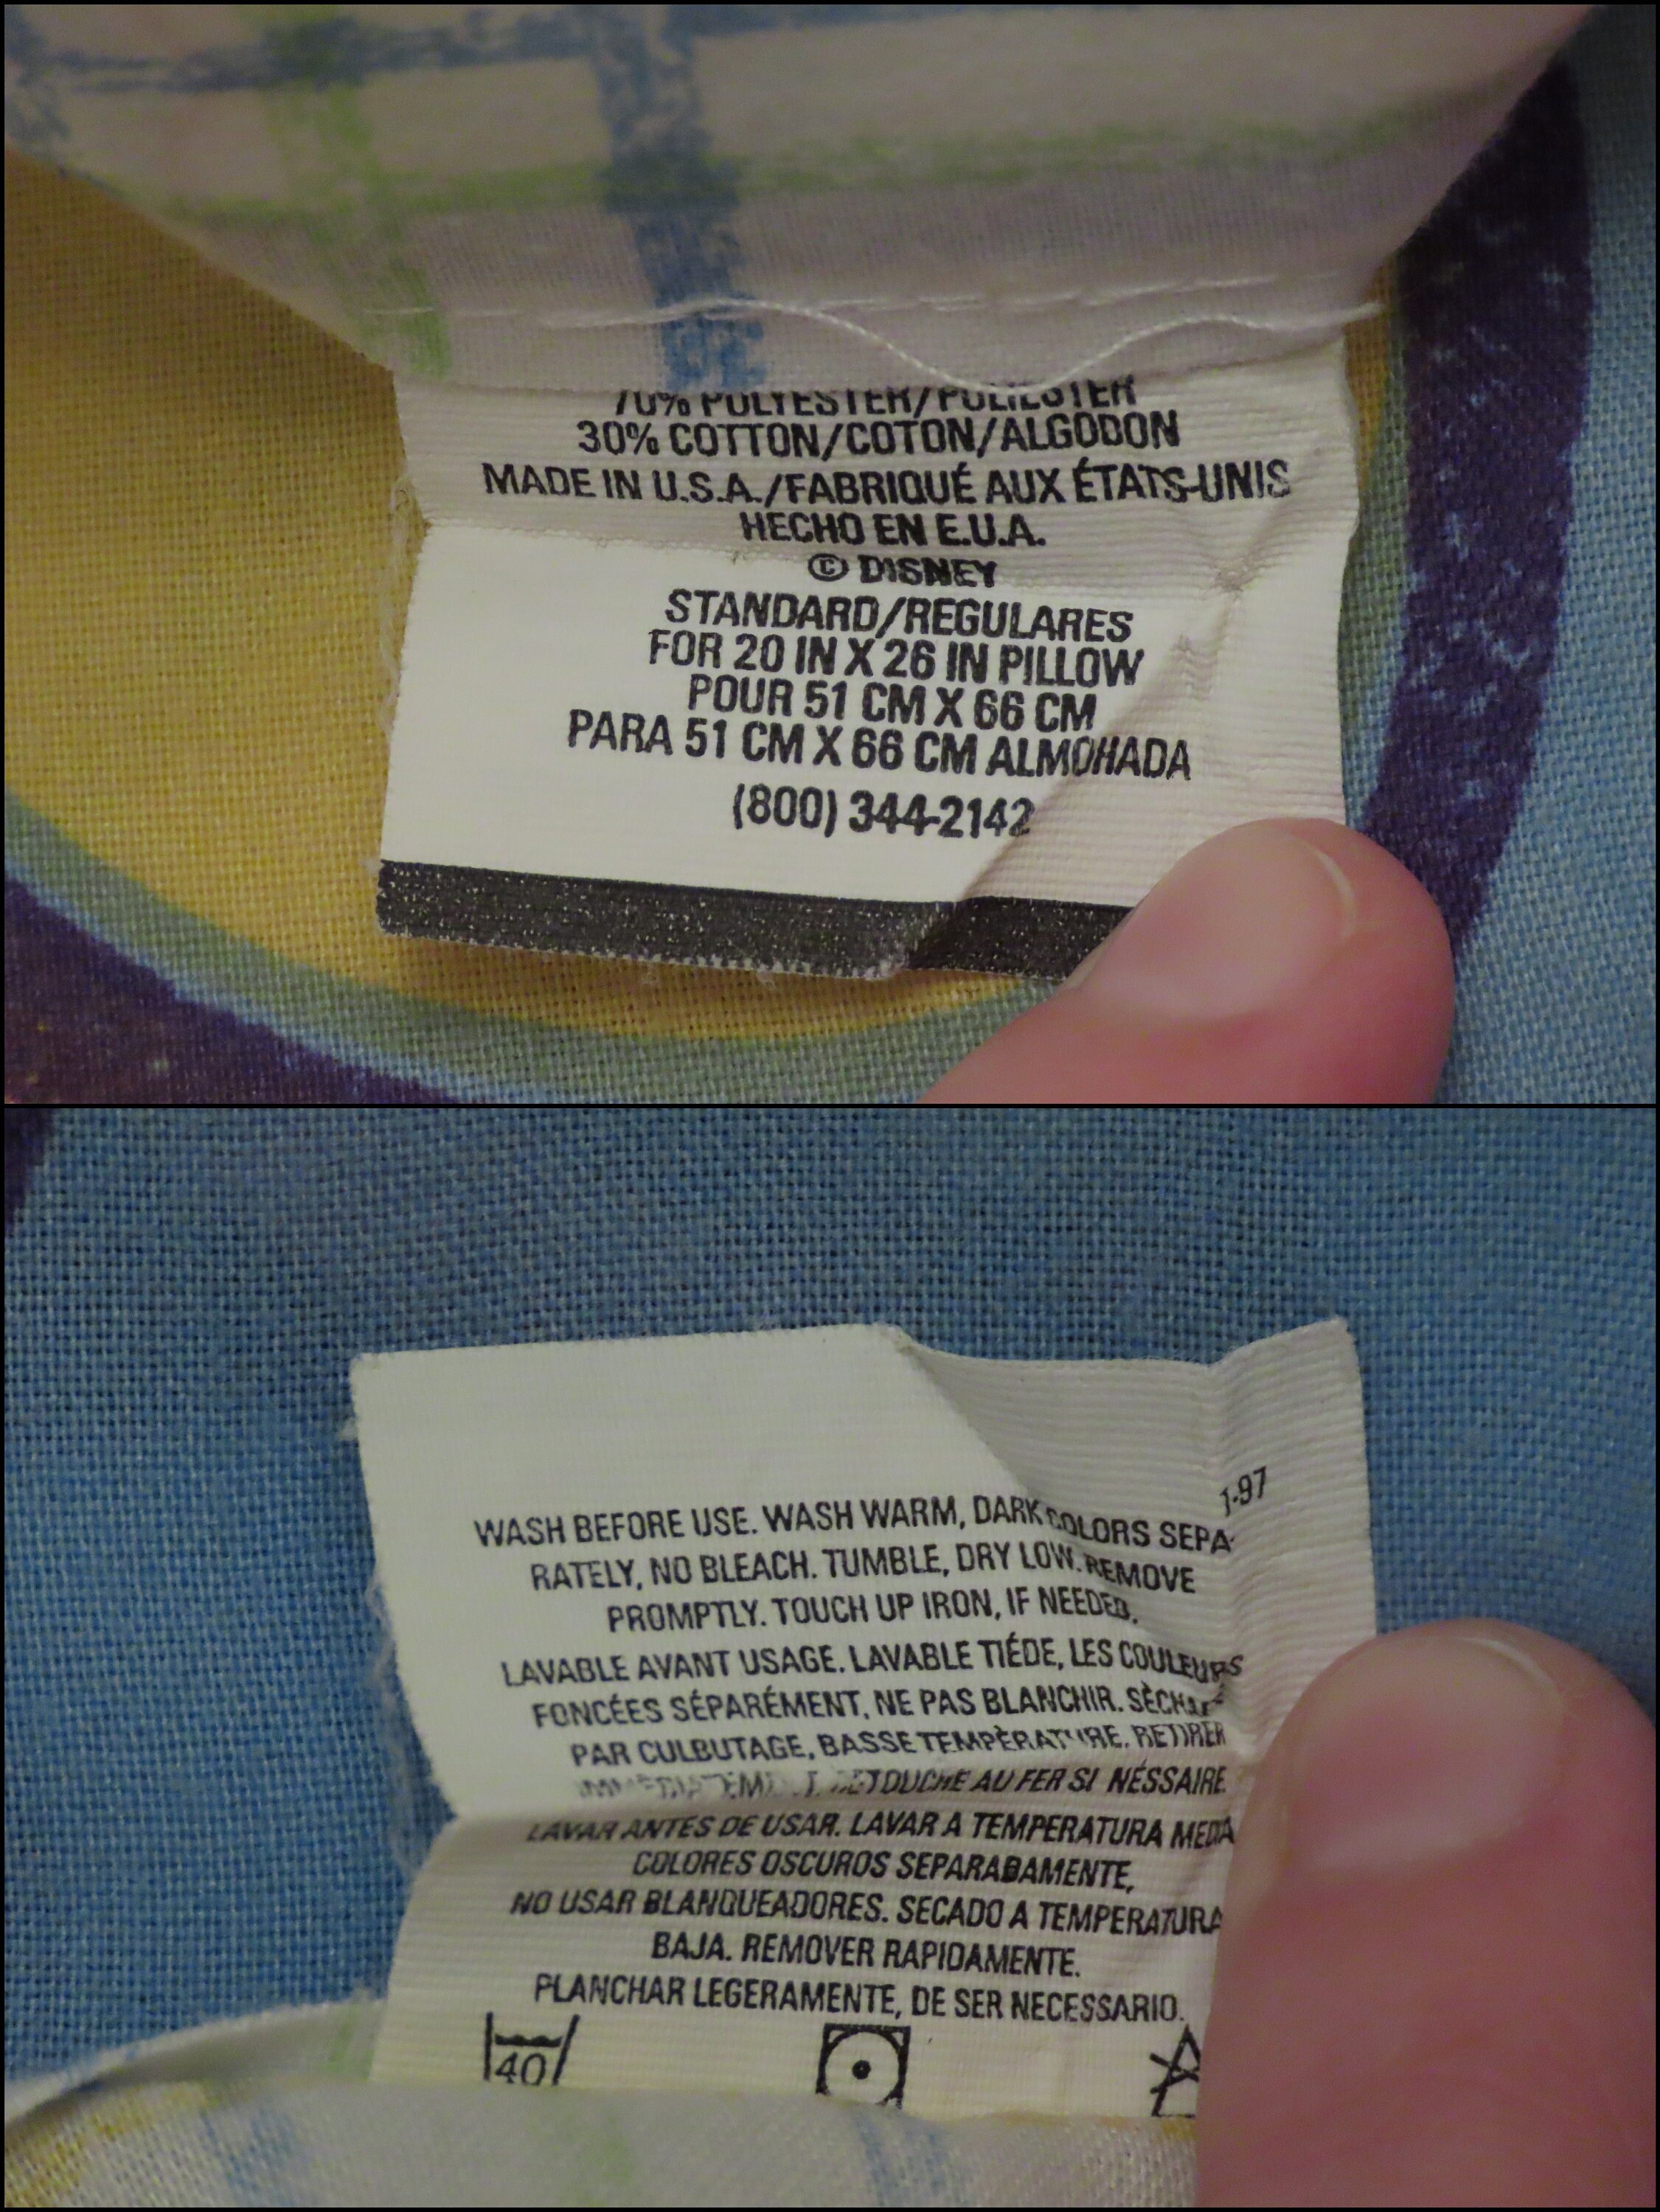 70% POLYESTER/POLIESTER
30% COTTON/COTON/ALGODON
MADE IN U.S.A./FABRIQUÉ AUX ÉTATS-UNIS
HECHO EN E.U.A.
© DISNEY
STANDARD/REGULARES
FOR 20 IN X 26 IN PILLOW
POUR 51 CM X 66 CM
PARA 51 CM X 66 CM ALMOHADA
(800) 344-2142
1-97
WASH BEFORE USE. WASH WARM, DARK COLORS SEPA-
RATELY, NO BLEACH. TUMBLE, DRY LOW. REMOVE
PROMPTLY. TOUCH UP IRON, IF NEEDED.
LAVABLE AVANT USAGE. LAVABLE TIÉDE, LES COULEURS
FONCÉES SÉPARÉMENT, NE PAS BLANCHIR.
PAR CULBUTAGE, BASSE TEMPÈRATURE. RETIRER
RETOUCHE AU FER SI NÉSSAIRE
LAVAR ANTES DE USAR. LAVAR A TEMPERATURA MEDIA
COLORES OSCUROS SEPARABAMENTE,
NO USAR BLANQUEADORES. SECADO A TEMPERATURA
BAJA. REMOVER RAPIDAMENTE.
PLANCHAR LEGERAMENTE, DE SER NECESSARIO.
40